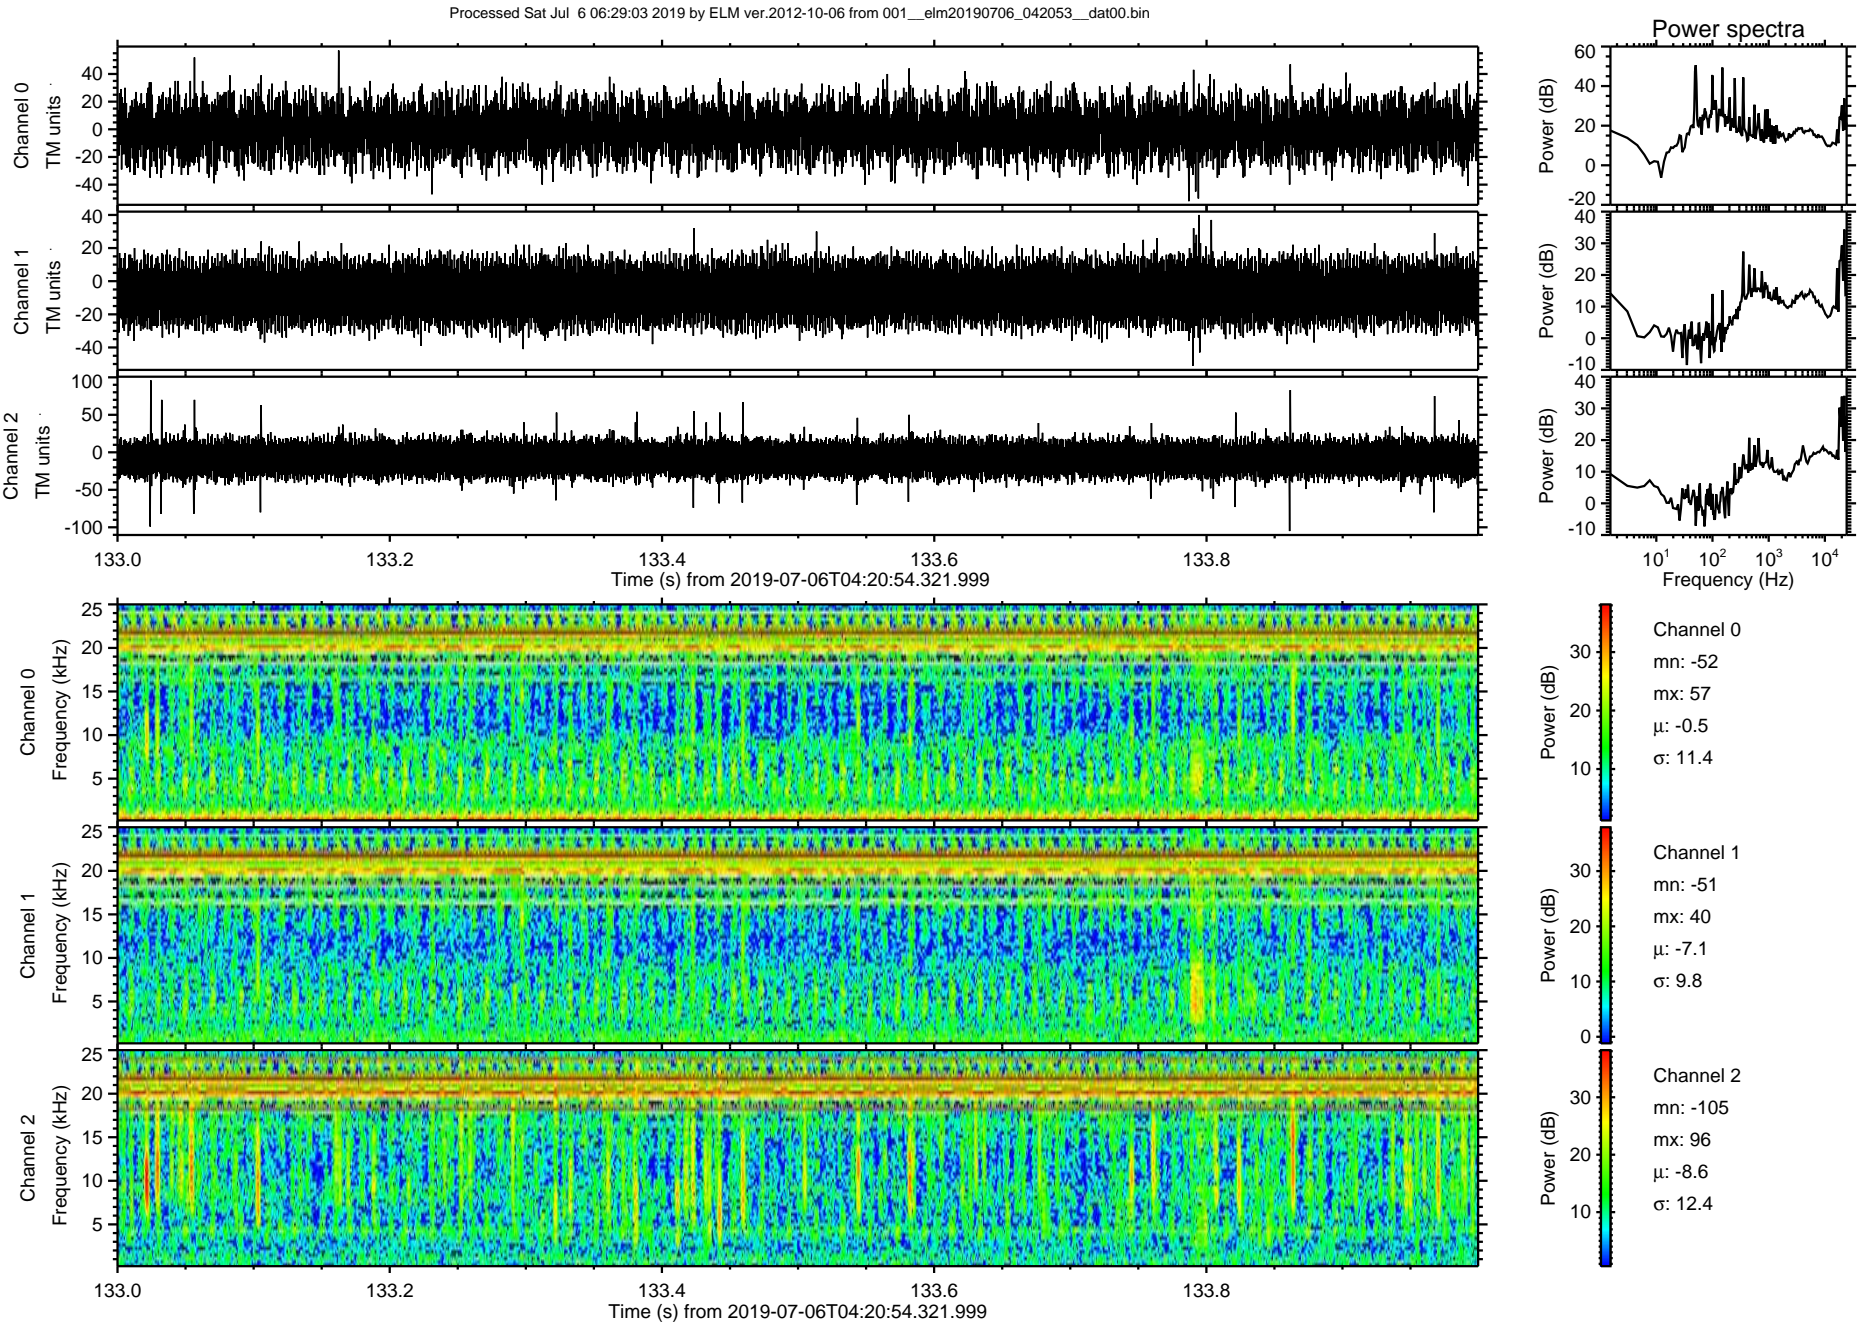 Processed Sat Jul  6 06:29:03 2019 by ELM ver.2012-10-06 from 001__elm20190706_042053__dat00.bin
Power spectra
Channel 0
TM units
40
20
0
-20
-40
Power (dB)
60
40
20
0
-20
Channel 1
TM units
40
20
0
-20
-40
Power (dB)
40
30
20
10
0
-10
Channel 2
TM units
100
50
0
-50
-100
Power (dB)
40
30
20
10
0
-10
133.0 133.2 133.4 133.6 133.8
Time (s) from 2019-07-06T04:20:54.321.999
10¹ 10² 10³ 10⁴
Frequency (Hz)
Channel 0
Frequency (kHz)
25
20
15
10
5
Power (dB)
30
20
10
Channel 0
mn: -52
mx: 57
μ: -0.5
σ: 11.4
Channel 1
Frequency (kHz)
25
20
15
10
5
Power (dB)
30
20
10
0
Channel 1
mn: -51
mx: 40
μ: -7.1
σ: 9.8
Channel 2
Frequency (kHz)
25
20
15
10
5
Power (dB)
30
20
10
Channel 2
mn: -105
mx: 96
μ: -8.6
σ: 12.4
133.0 133.2 133.4 133.6 133.8
Time (s) from 2019-07-06T04:20:54.321.999